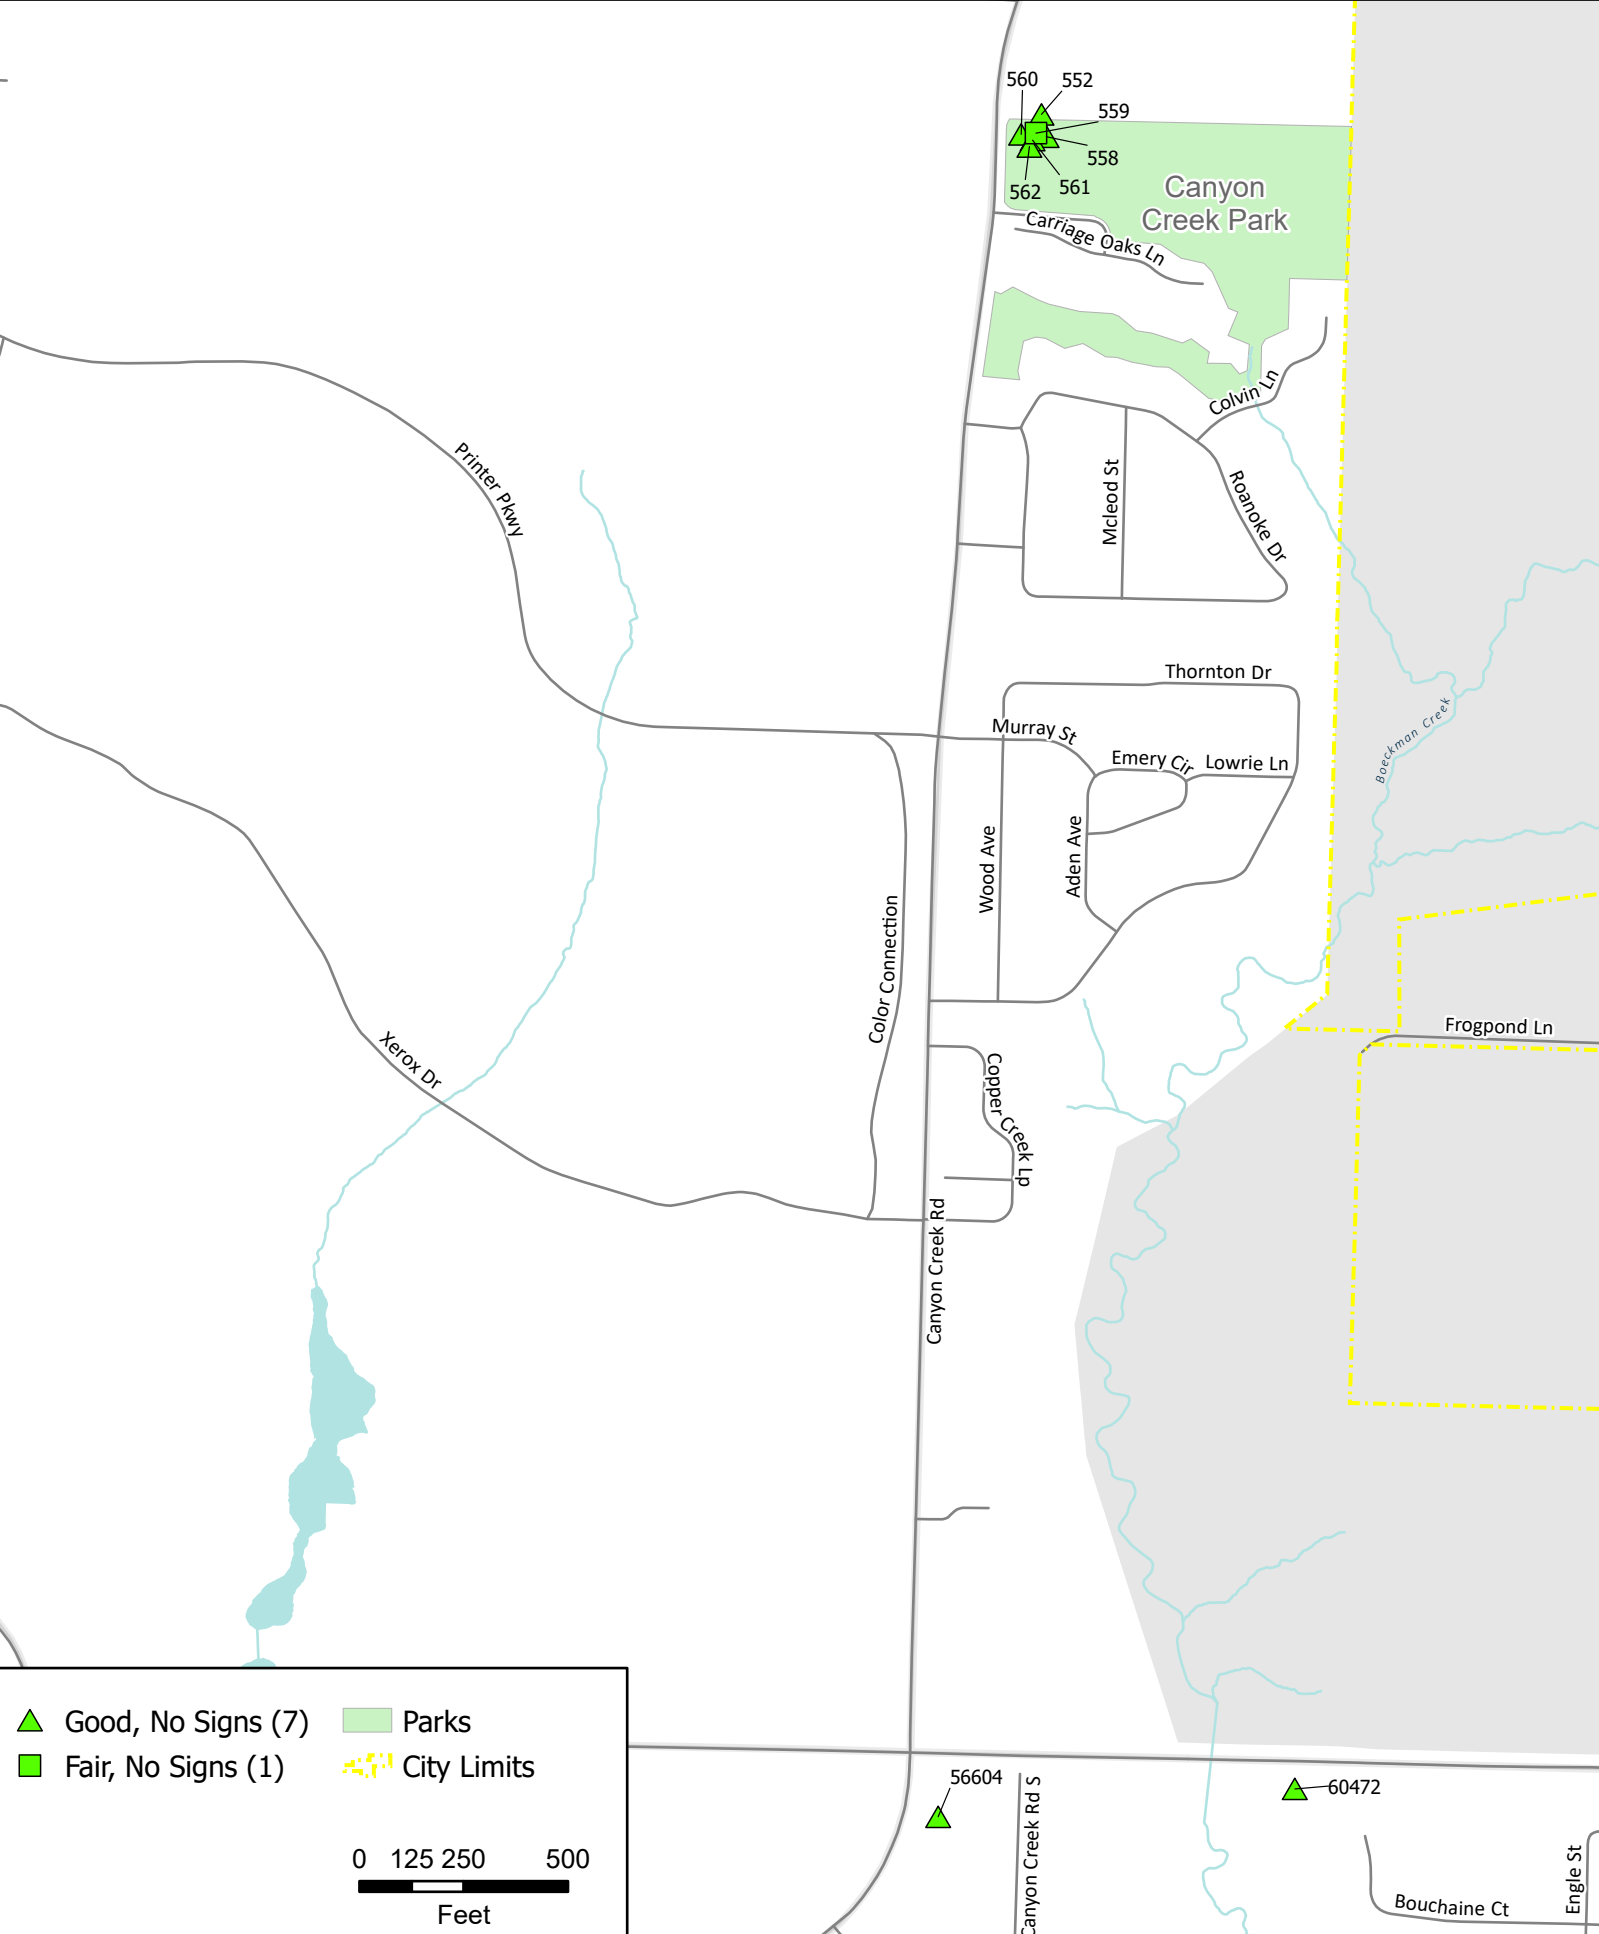 560
552
559
558
561
562
Canyon
Creek Park
Carriage Oaks Ln
Colvin Ln
Printer Pkwy
Mcleod St
Roanoke Dr
Thornton Dr
Murray St
Emery Cir
Lowrie Ln
Boeckman Creek
Wood Ave
Aden Ave
Color Connection
Frogpond Ln
Xerox Dr
Copper Creek Lp
Canyon Creek Rd
Good, No Signs (7)
Parks
Fair, No Signs (1)
City Limits
0 125 250 500
Feet
56604
60472
Canyon Creek Rd S
Bouchaine Ct
Engle St